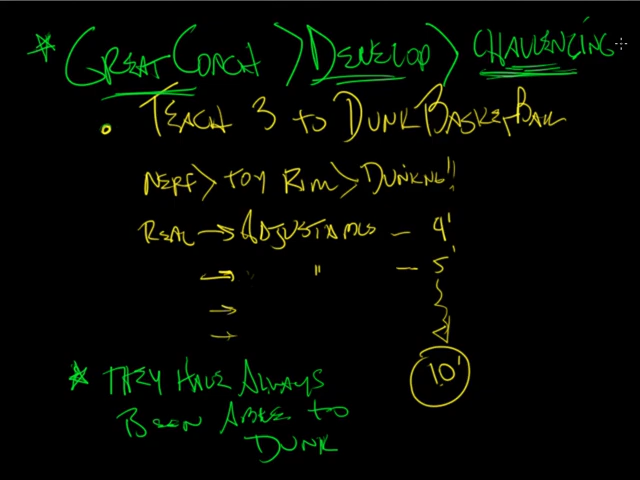 * GREAT COACH > DEVELOP > CHALLENGING
• TEACH 3 TO DUNK BASKETBALL
NERF > TOY RIM > DUNKING!!
REAL → ADJUSTABLE - 4'
→ " - 5'
→
→
10'
* THEY HAVE ALWAYS
BEEN ABLE TO
DUNK